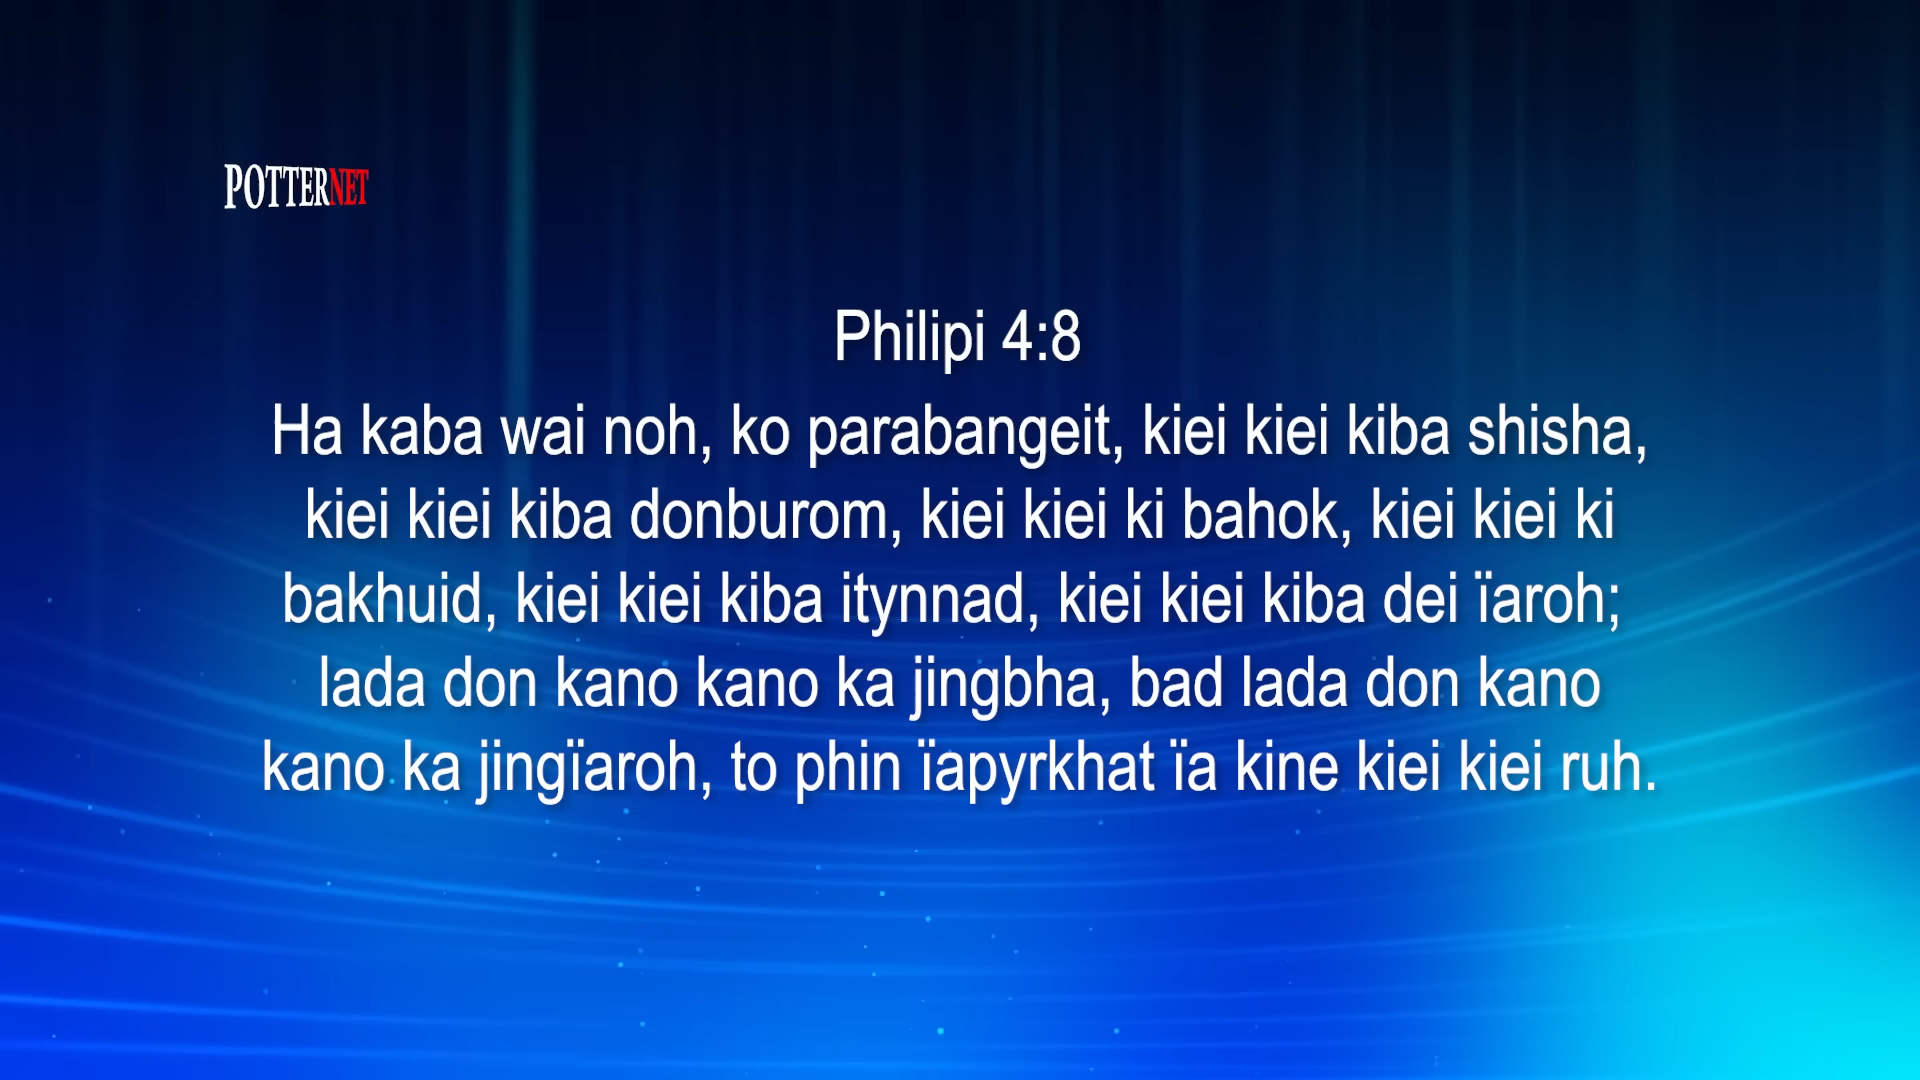 POTTERNET
Philipi 4:8
Ha kaba wai noh, ko parabangeit, kiei kiei kiba shisha,
kiei kiei kiba donburom, kiei kiei ki bahok, kiei kiei ki
bakhuid, kiei kiei kiba itynnad, kiei kiei kiba dei ïaroh;
lada don kano kano ka jingbha, bad lada don kano
kano ka jingïaroh, to phin ïapyrkhat ïa kine kiei kiei ruh.